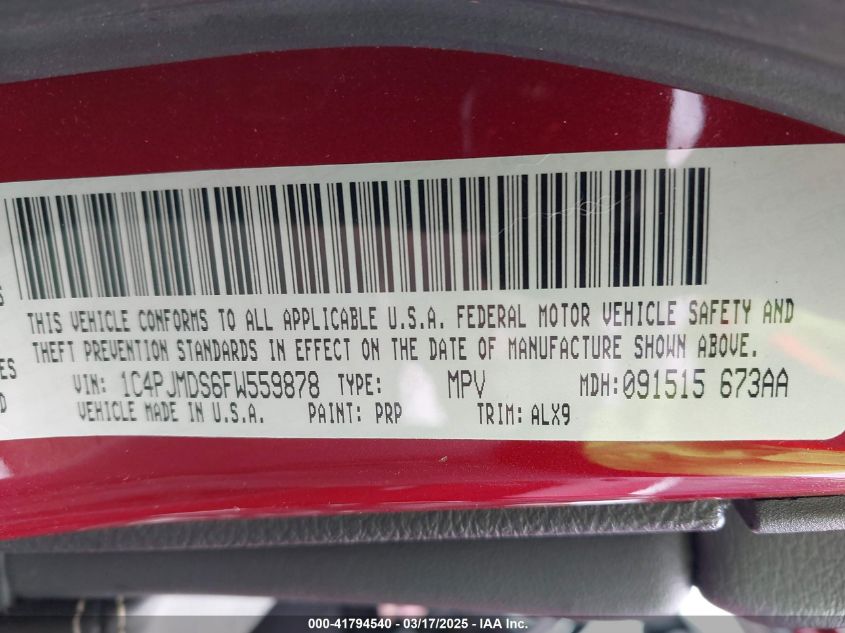 THIS VEHICLE CONFORMS TO ALL APPLICABLE U.S.A. FEDERAL MOTOR VEHICLE SAFETY AND
THEFT PREVENTION STANDARDS IN EFFECT ON THE DATE OF MANUFACTURE SHOWN ABOVE.
VIN: 1C4PJMDS6FW559878 TYPE: MPV MDH:091515 673AA
VEHICLE MADE IN U.S.A. PAINT: PRP TRIM: ALX9
000-41794540 - 03/17/2025 - IAA Inc.